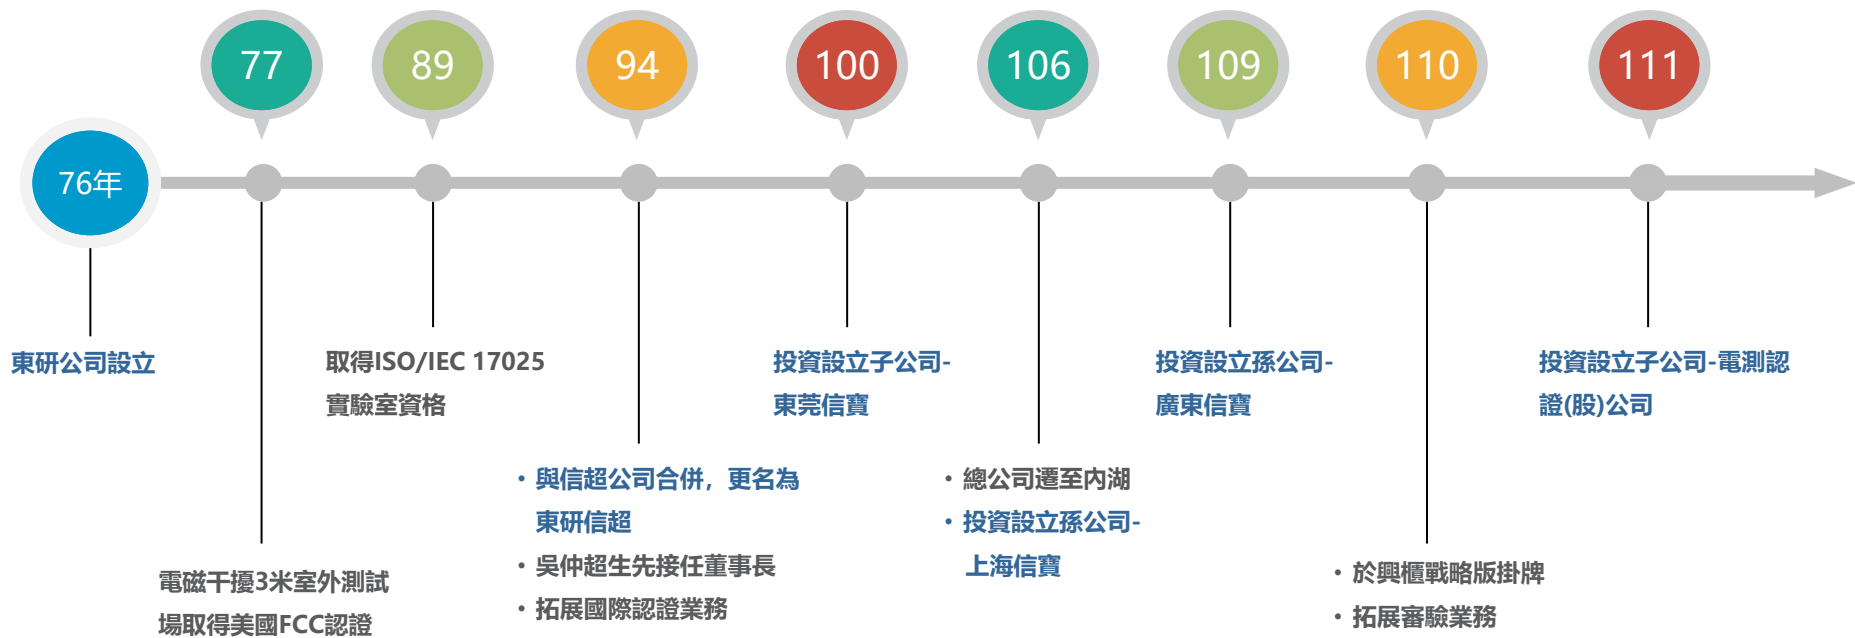 77
89
94
100
106
109
110
111
76年
東研公司設立
電磁干擾3米室外測試
場取得美國FCC認證
取得ISO/IEC 17025
實驗室資格
• 與信超公司合併，更名為
東研信超
• 吳仲超生先接任董事長
• 拓展國際認證業務
投資設立子公司-
東莞信寶
• 總公司遷至內湖
• 投資設立孫公司-
上海信寶
投資設立孫公司-
廣東信寶
• 於興櫃戰略版掛牌
• 拓展審驗業務
投資設立子公司-電測認
證(股)公司